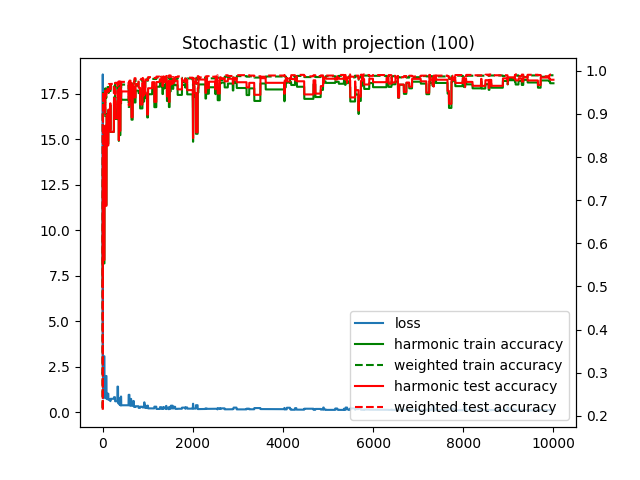 Stochastic (1) with projection (100)
17.5
15.0
12.5
10.0
7.5
5.0
2.5
0.0
1.0
0.9
0.8
0.7
0.6
0.5
0.4
0.3
0.2
loss
harmonic train accuracy
weighted train accuracy
harmonic test accuracy
weighted test accuracy
0 2000 4000 6000 8000 10000